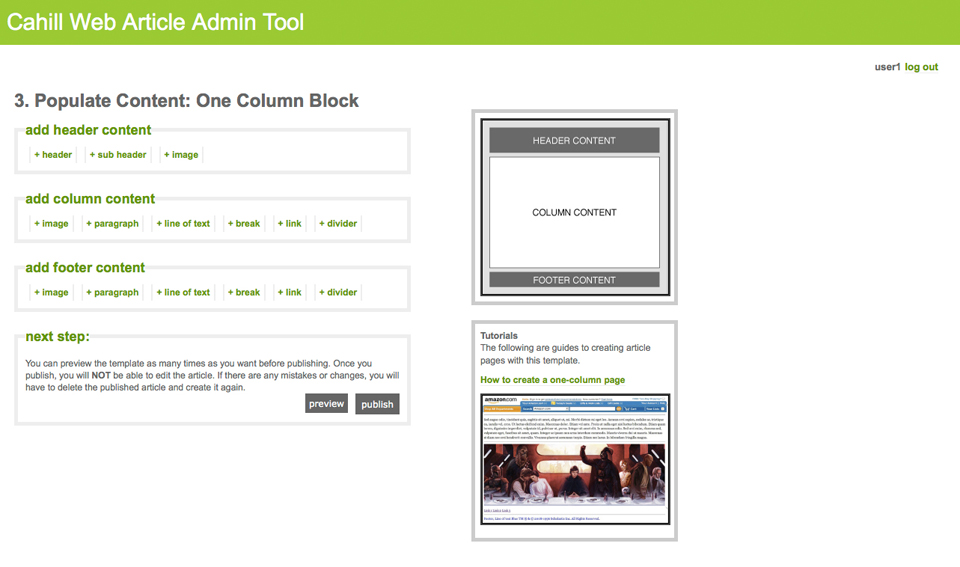 Cahill Web Article Admin Tool
user1 log out
3. Populate Content: One Column Block
add header content
+ header + sub header + image
add column content
+ image + paragraph + line of text + break + link + divider
add footer content
+ image + paragraph + line of text + break + link + divider
next step:
You can preview the template as many times as you want before publishing. Once you
publish, you will NOT be able to edit the article. If there are any mistakes or changes, you will
have to delete the published article and create it again.
preview publish
HEADER CONTENT
COLUMN CONTENT
FOOTER CONTENT
Tutorials
The following are guides to creating article
pages with this template.
How to create a one-column page
amazon.com